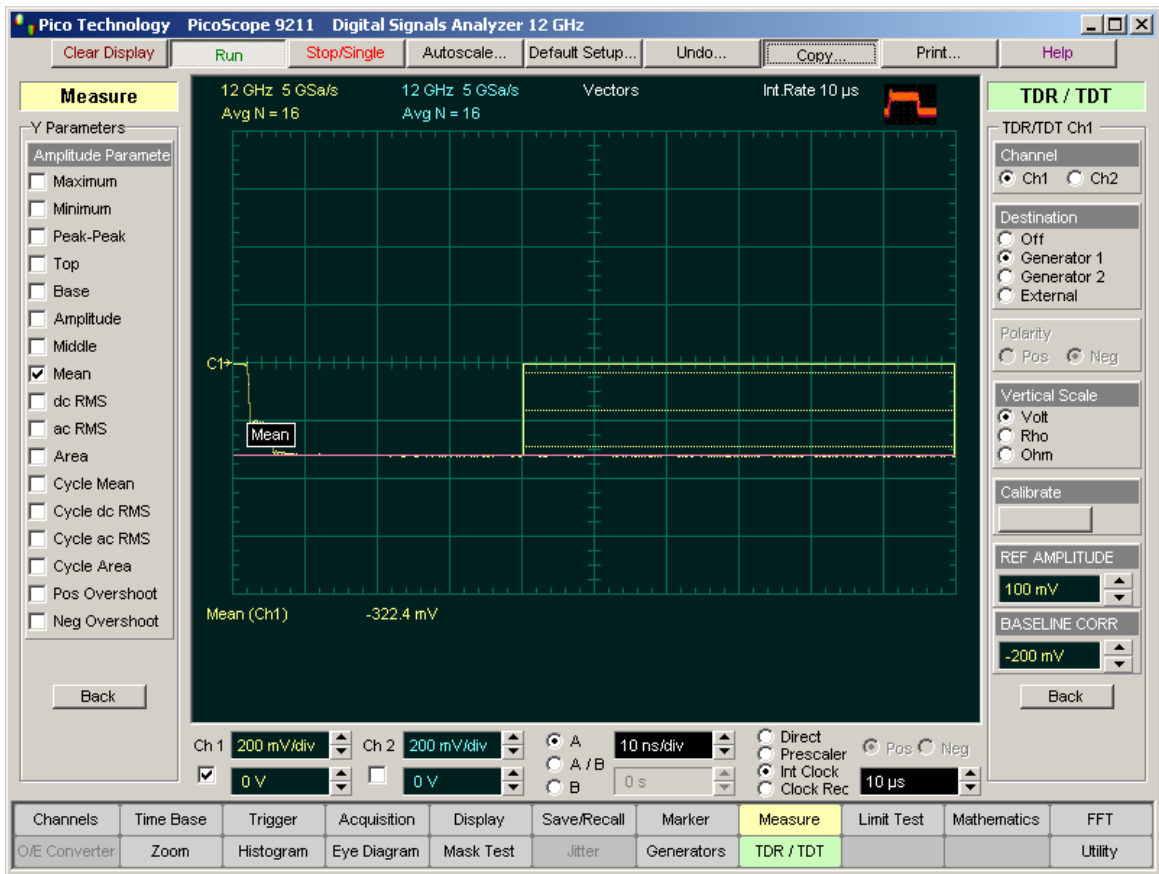 Pico Technology PicoScope 9211 Digital Signals Analyzer 12 GHz
Clear Display Run Stop/Single Autoscale... Default Setup... Undo... Copy... Print... Help
Measure
Y Parameters
Amplitude Paramete
Maximum
Minimum
Peak-Peak
Top
Base
Amplitude
Middle
Mean
dc RMS
ac RMS
Area
Cycle Mean
Cycle dc RMS
Cycle ac RMS
Cycle Area
Pos Overshoot
Neg Overshoot
Back
12 GHz 5 GSa/s 12 GHz 5 GSa/s Vectors Int.Rate 10 µs
Avg N = 16 Avg N = 16
C1
Mean
Mean (Ch1) -322.4 mV
TDR / TDT
TDR/TDT Ch1
Channel
Ch1 Ch2
Destination
Off
Generator 1
Generator 2
External
Polarity
Pos Neg
Vertical Scale
Volt
Rho
Ohm
Calibrate
REF AMPLITUDE
100 mV
BASELINE CORR
-200 mV
Back
Ch 1 200 mV/div Ch 2 200 mV/div A 10 ns/div Direct
Prescaler Pos Neg
A / B
Int Clock
0 V 0 V B 0 s Clock Rec 10 µs
Channels Time Base Trigger Acquisition Display Save/Recall Marker Measure Limit Test Mathematics FFT
O/E Converter Zoom Histogram Eye Diagram Mask Test Jitter Generators TDR / TDT Utility